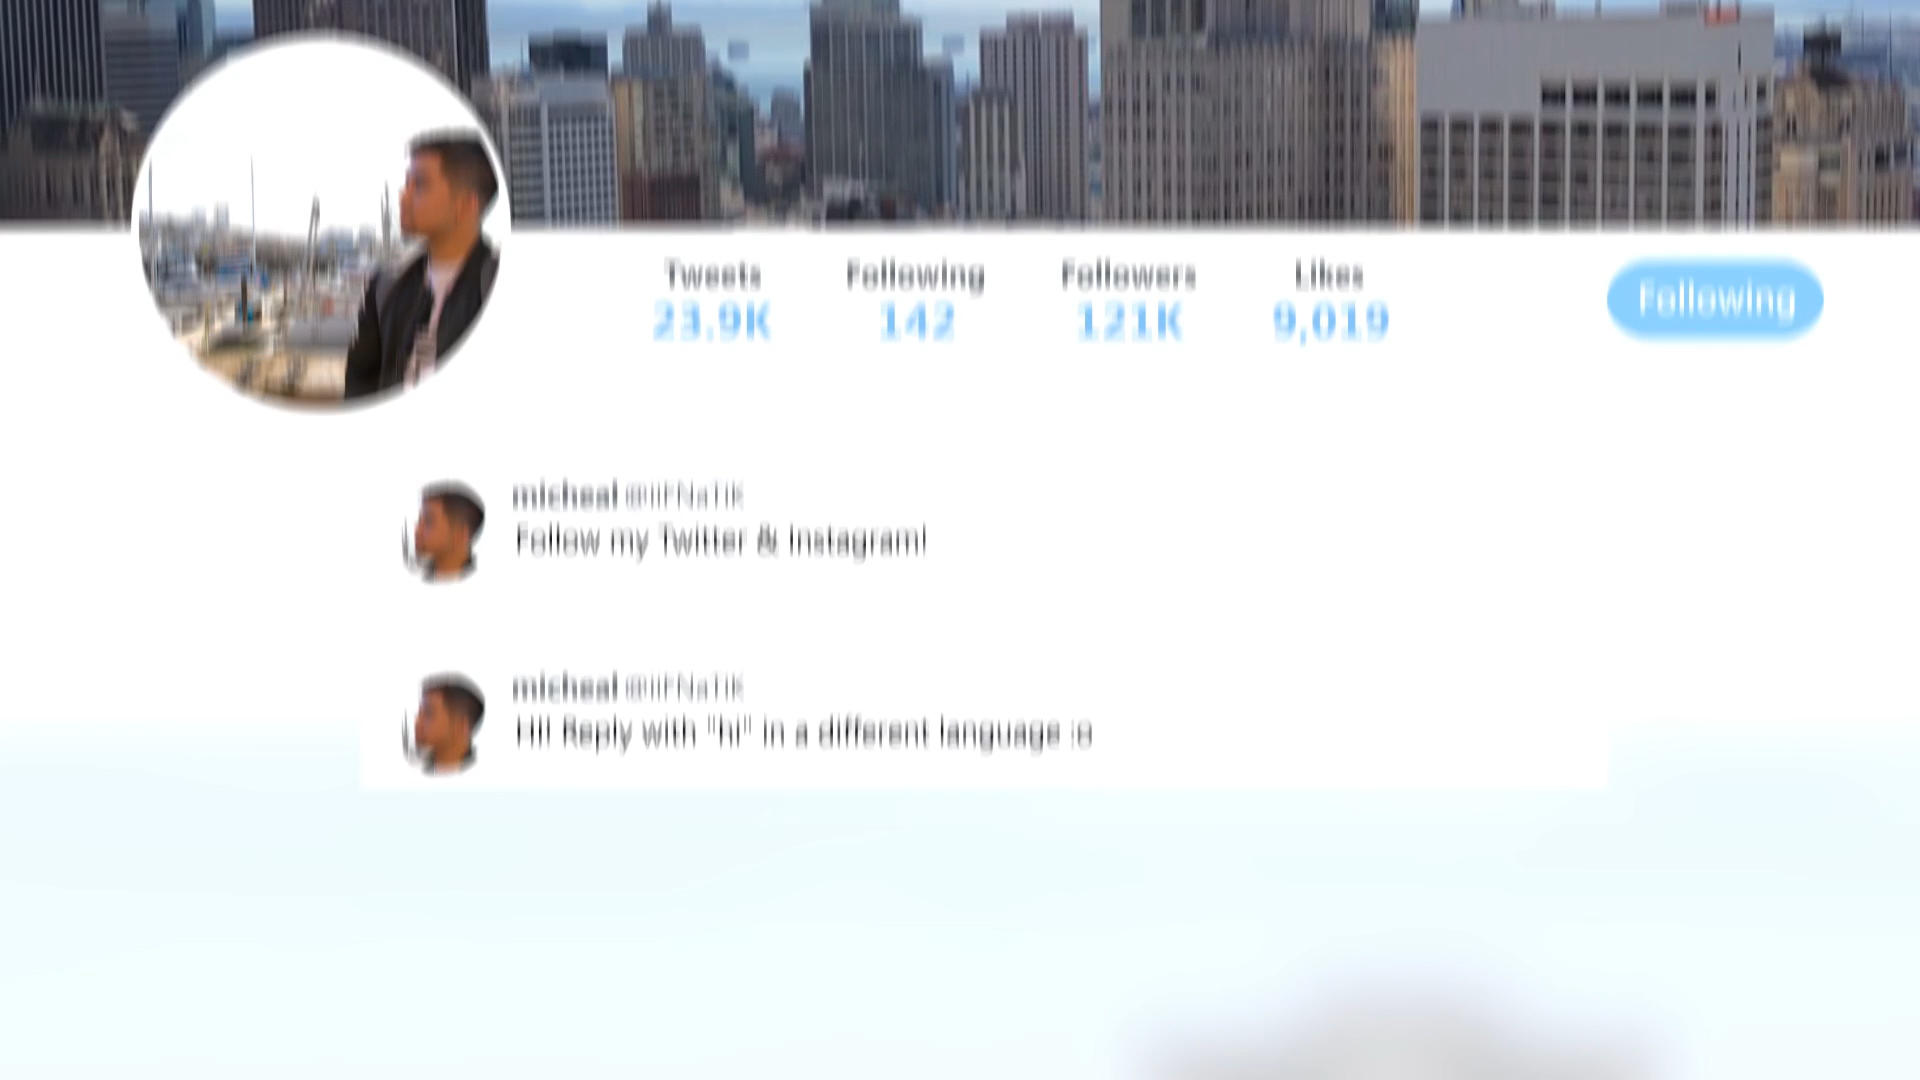 Tweets Following Followers Likes
23.9K 142 121K 9,019
Following
micheal
Follow my Twitter & Instagram!
micheal
Hi! Reply with "hi" in a different language :o